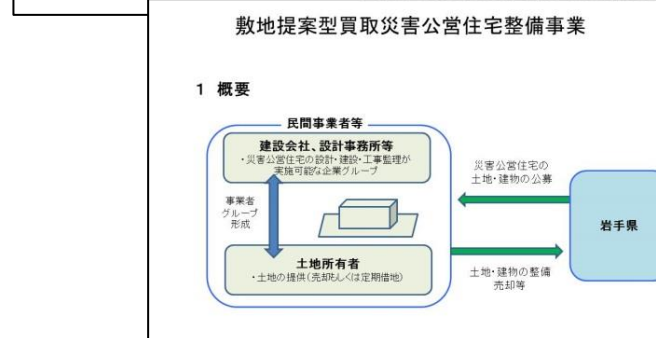 敷地提案型買取災害公営住宅整備事業
1 概要
民間事業者等
建設会社、設計事務所等
・災害公営住宅の設計・建設・工事監理が
実施可能な企業グループ
事業者
グループ
形成
土地所有者
・土地の提供(売却もしくは定期借地)
災害公営住宅の
土地・建物の公募
土地・建物の整備
売却等
岩手県